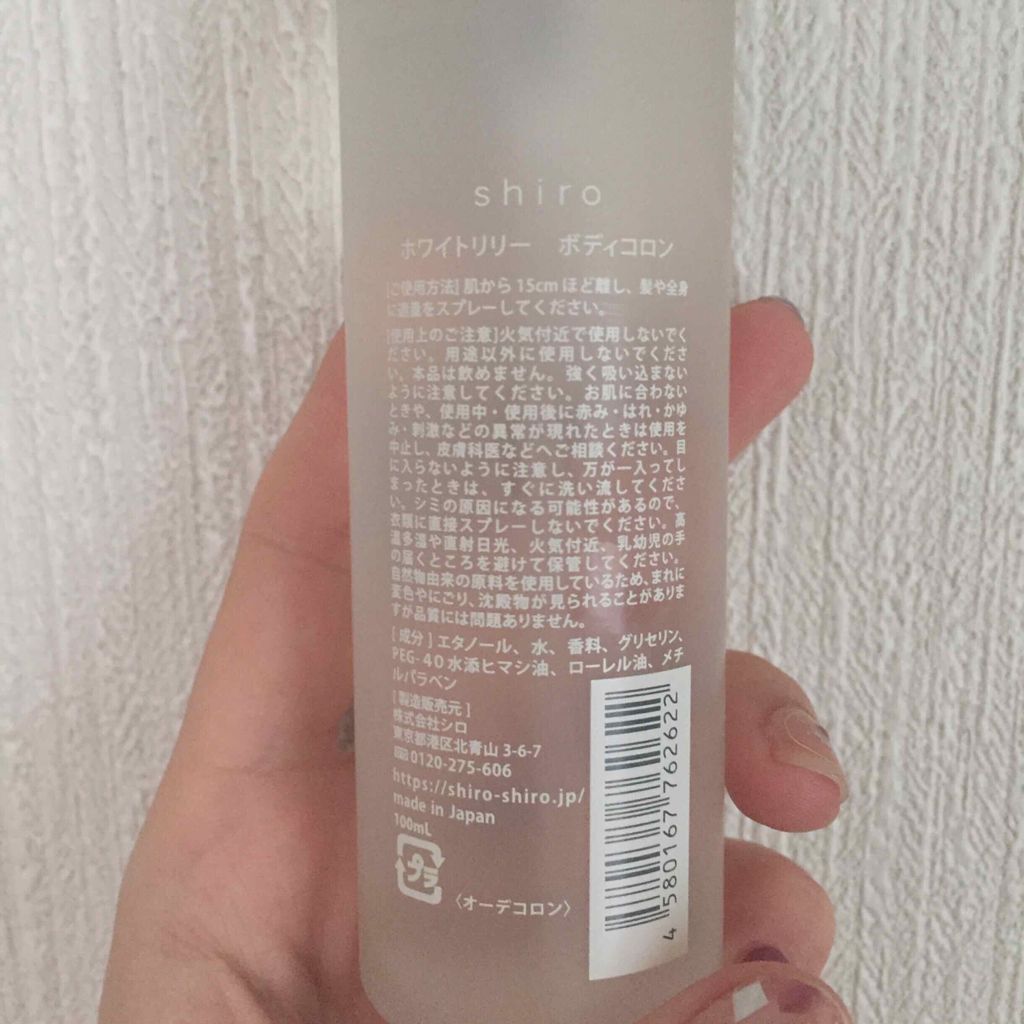 shiro
ホワイトリリー　ボディコロン
[ご使用方法] 肌から 15cm ほど離し、髪や全身
に適量をスプレーしてください。
[使用上のご注意]火気付近で使用しないでく
ださい。用途以外に使用しないでくださ
い。本品は飲めません。強く吸い込まない
ように注意してください。お肌に合わない
ときや、使用中・使用後に赤み・はれ・かゆ
み・刺激などの異常が現れたときは使用を
中止し、皮膚科医などへご相談ください。目
に入らないように注意し、万が一入ってし
まったときは、すぐに洗い流してくださ
い。シミの原因になる可能性があるので、
衣類に直接スプレーしないでください。高
温多湿や直射日光、火気付近、乳幼児の手
の届くところを避けて保管してください。
自然物由来の原料を使用しているため、まれに
変色やにごり、沈殿物が見られることがありま
すが品質には問題ありません。
[ 成分 ] エタノール、水、香料、グリセリン、
PEG-40水添ヒマシ油、ローレル油、メチ
ルパラベン
[ 製造販売元 ]
株式会社シロ
東京都港区北青山 3-6-7
0120-275-606
https://shiro-shiro.jp/
made in Japan
100mL
プラ
〈オーデコロン〉
4 580167 762622